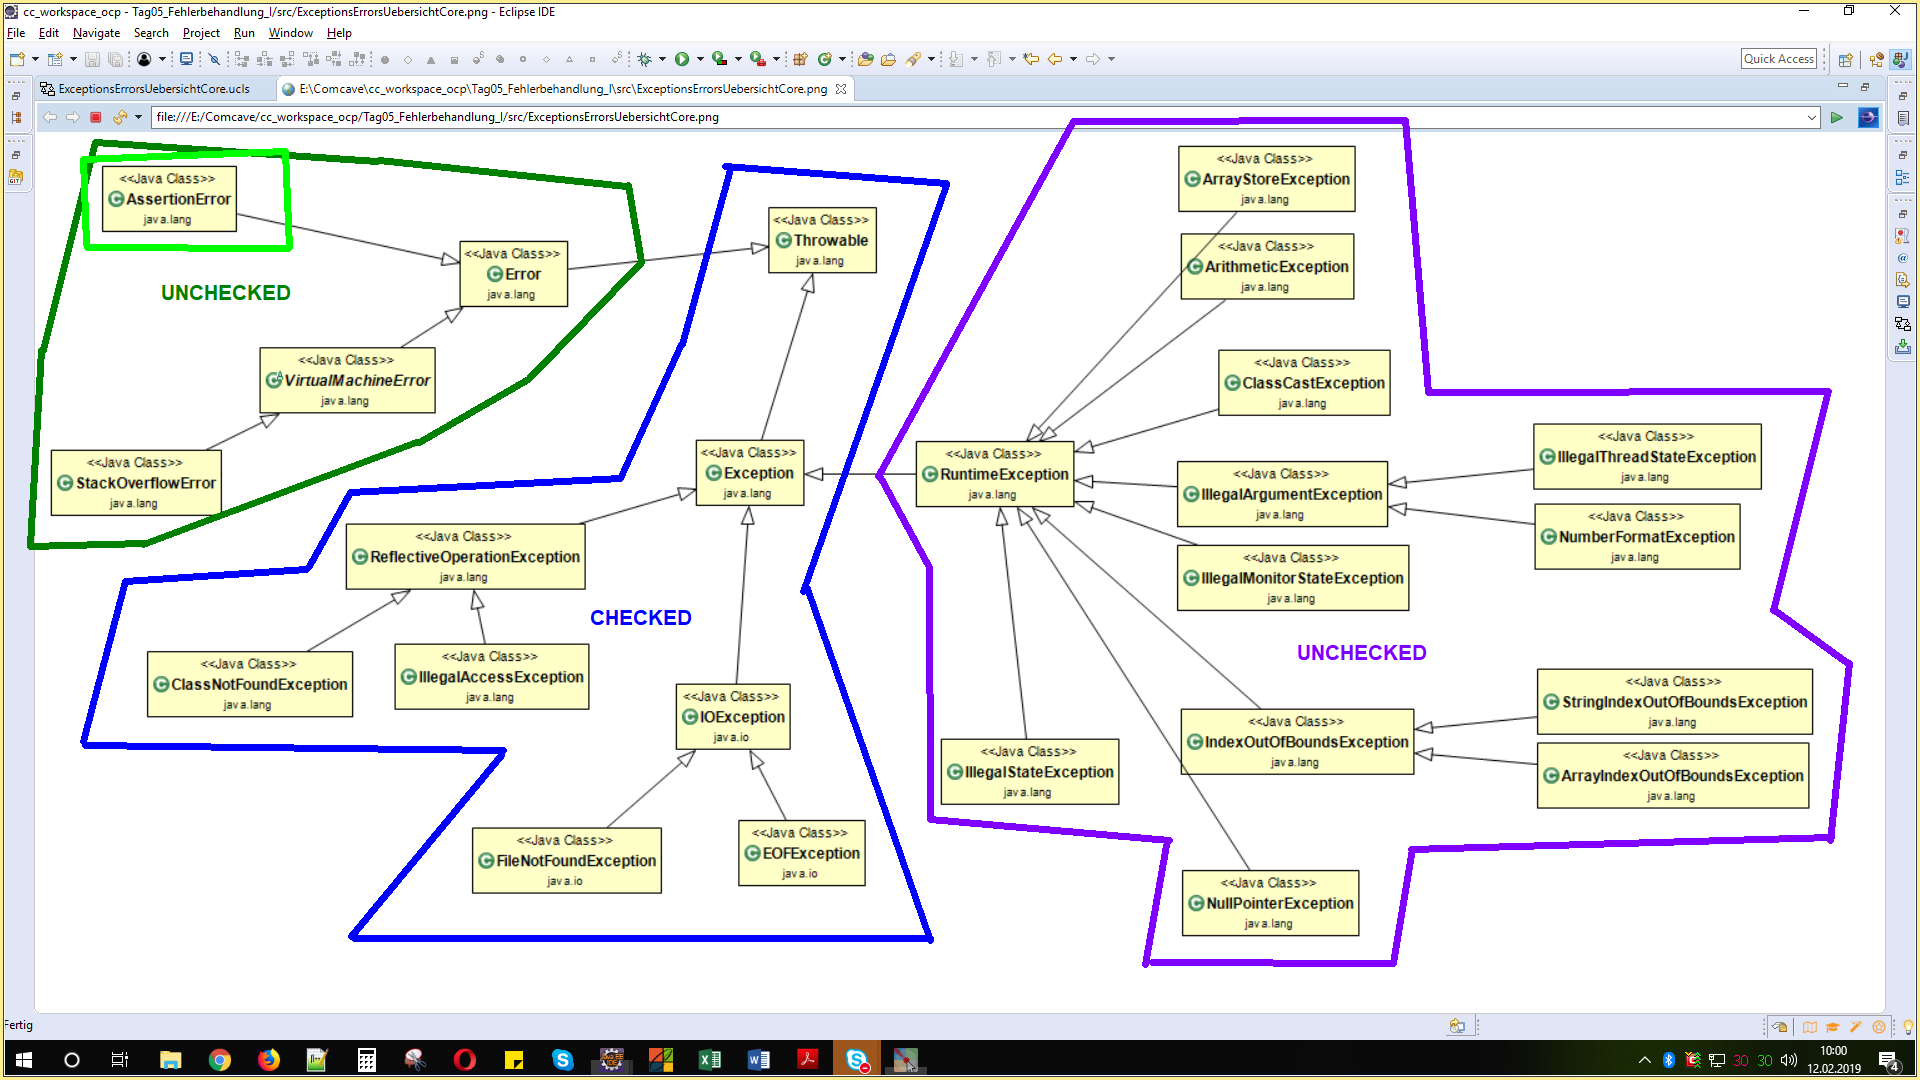 cc_workspace_ocp - Tag05_Fehlerbehandlung_I/src/ExceptionsErrorsUebersichtCore.png - Eclipse IDE
File Edit Navigate Search Project Run Window Help
Quick Access
ExceptionsErrorsUebersichtCore.ucls
E:\Comcave\cc_workspace_ocp\Tag05_Fehlerbehandlung_I\src\ExceptionsErrorsUebersichtCore.png
file:///E:/Comcave/cc_workspace_ocp/Tag05_Fehlerbehandlung_I/src/ExceptionsErrorsUebersichtCore.png
<<Java Class>>
AssertionError
java.lang
<<Java Class>>
Error
java.lang
UNCHECKED
<<Java Class>>
VirtualMachineError
java.lang
<<Java Class>>
StackOverflowError
java.lang
<<Java Class>>
Throwable
java.lang
<<Java Class>>
Exception
java.lang
<<Java Class>>
ReflectiveOperationException
java.lang
CHECKED
<<Java Class>>
ClassNotFoundException
java.lang
<<Java Class>>
IllegalAccessException
java.lang
<<Java Class>>
IOException
java.io
<<Java Class>>
FileNotFoundException
java.io
<<Java Class>>
EOFException
java.io
<<Java Class>>
ArrayStoreException
java.lang
<<Java Class>>
ArithmeticException
java.lang
<<Java Class>>
ClassCastException
java.lang
<<Java Class>>
RuntimeException
java.lang
<<Java Class>>
IllegalArgumentException
java.lang
<<Java Class>>
IllegalThreadStateException
java.lang
<<Java Class>>
NumberFormatException
java.lang
<<Java Class>>
IllegalMonitorStateException
java.lang
UNCHECKED
<<Java Class>>
StringIndexOutOfBoundsException
java.lang
<<Java Class>>
IndexOutOfBoundsException
java.lang
<<Java Class>>
ArrayIndexOutOfBoundsException
java.lang
<<Java Class>>
IllegalStateException
java.lang
<<Java Class>>
NullPointerException
java.lang
Fertig
30 30
10:00
12.02.2019
4